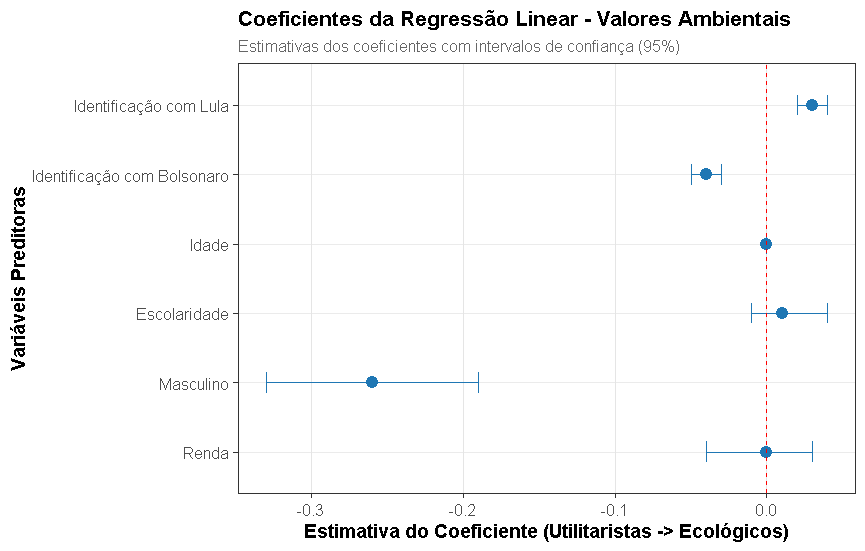 Coeficientes da Regressão Linear - Valores Ambientais
Estimativas dos coeficientes com intervalos de confiança (95%)
Variáveis Preditoras
Identificação com Lula
Identificação com Bolsonaro
Idade
Escolaridade
Masculino
Renda
-0.3 -0.2 -0.1 0.0
Estimativa do Coeficiente (Utilitaristas -> Ecológicos)